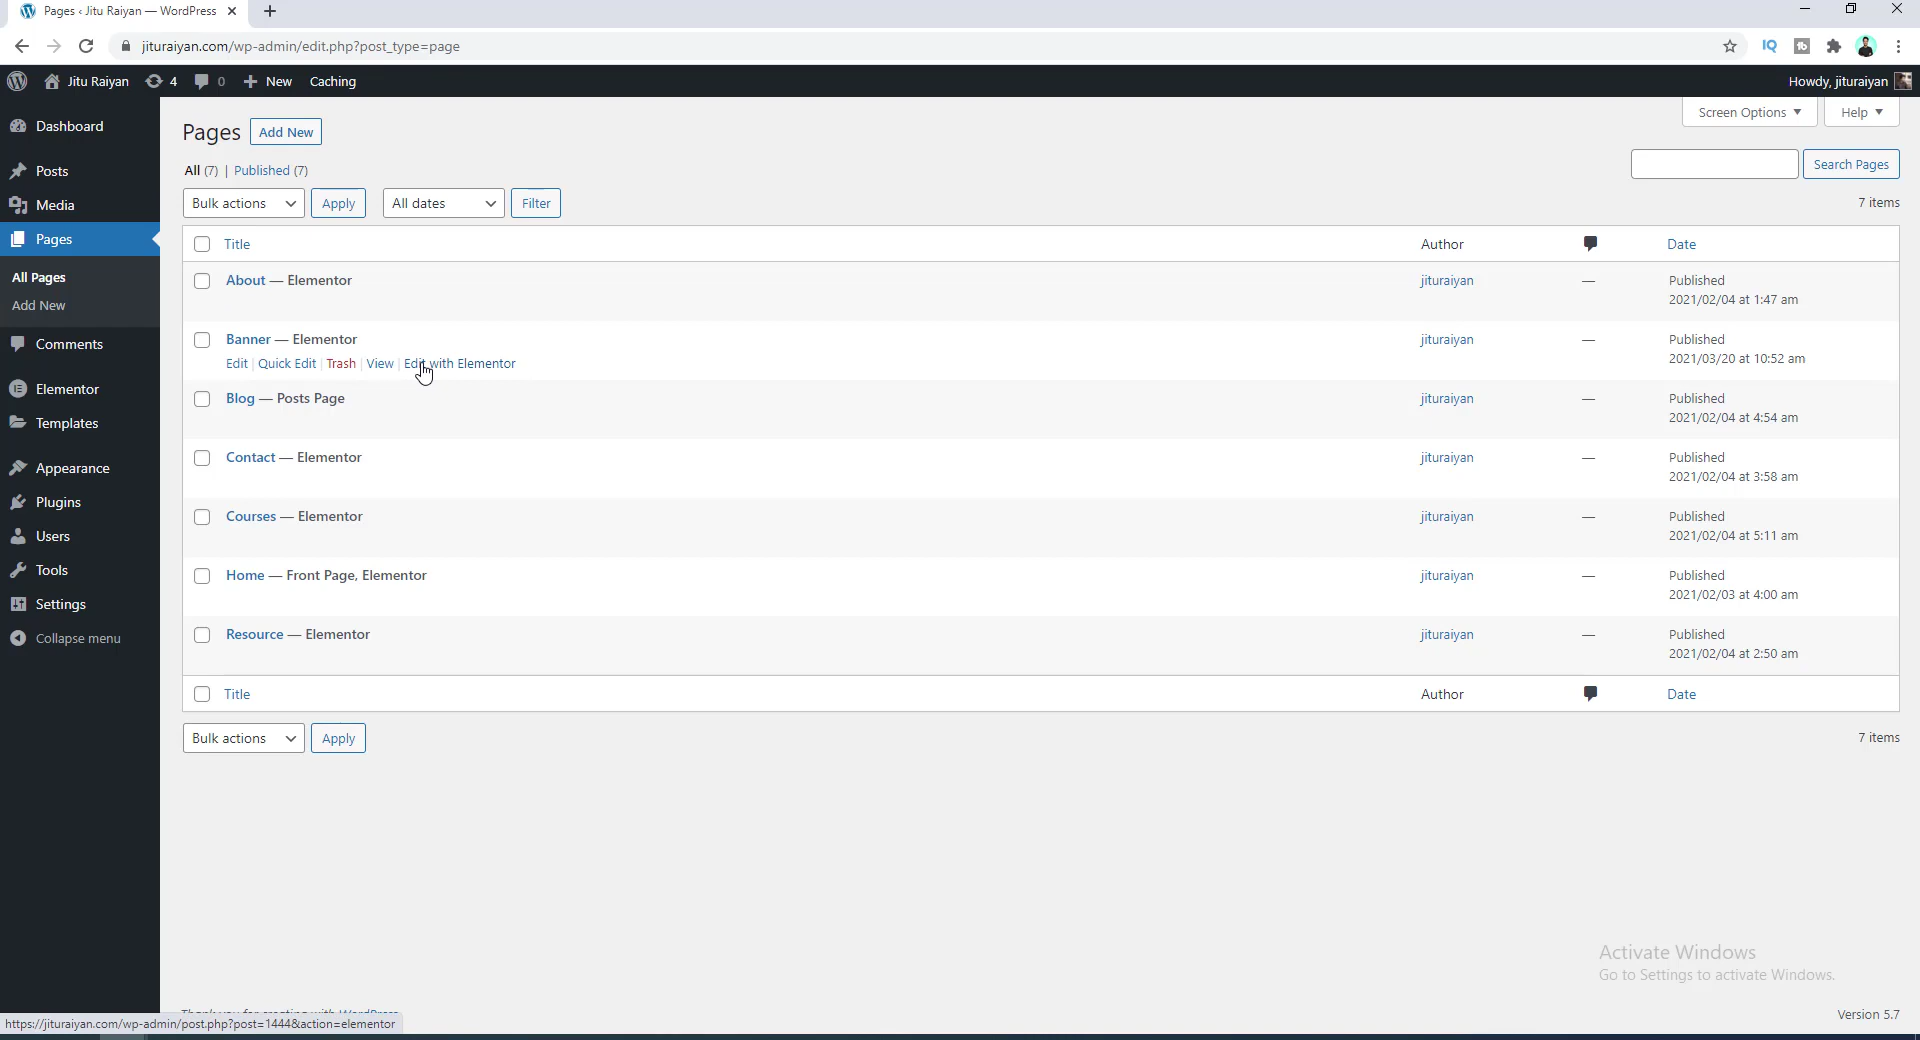 Pages ‹ Jitu Raiyan — WordPress
jituraiyan.com/wp-admin/edit.php?post_type=page
Jitu Raiyan 4 0 New Caching Howdy, jituraiyan
Screen Options Help
Dashboard
Posts
Media
Pages
All Pages
Add New
Comments
Elementor
Templates
Appearance
Plugins
Users
Tools
Settings
Collapse menu
Pages Add New
All (7) | Published (7)
Search Pages
Bulk actions Apply All dates Filter 7 items
Title Author Date
About — Elementor jituraiyan — Published
2021/02/04 at 1:47 am
Banner — Elementor jituraiyan — Published
Edit | Quick Edit | Trash | View | Edit with Elementor 2021/03/20 at 10:52 am
Blog — Posts Page jituraiyan — Published
2021/02/04 at 4:54 am
Contact — Elementor jituraiyan — Published
2021/02/04 at 3:58 am
Courses — Elementor jituraiyan — Published
2021/02/04 at 5:11 am
Home — Front Page, Elementor jituraiyan — Published
2021/02/03 at 4:00 am
Resource — Elementor jituraiyan — Published
2021/02/04 at 2:50 am
Title Author Date
Bulk actions Apply 7 items
Activate Windows
Go to Settings to activate Windows.
Thank you for creating with WordPress.
Version 5.7
https://jituraiyan.com/wp-admin/post.php?post=1444&action=elementor